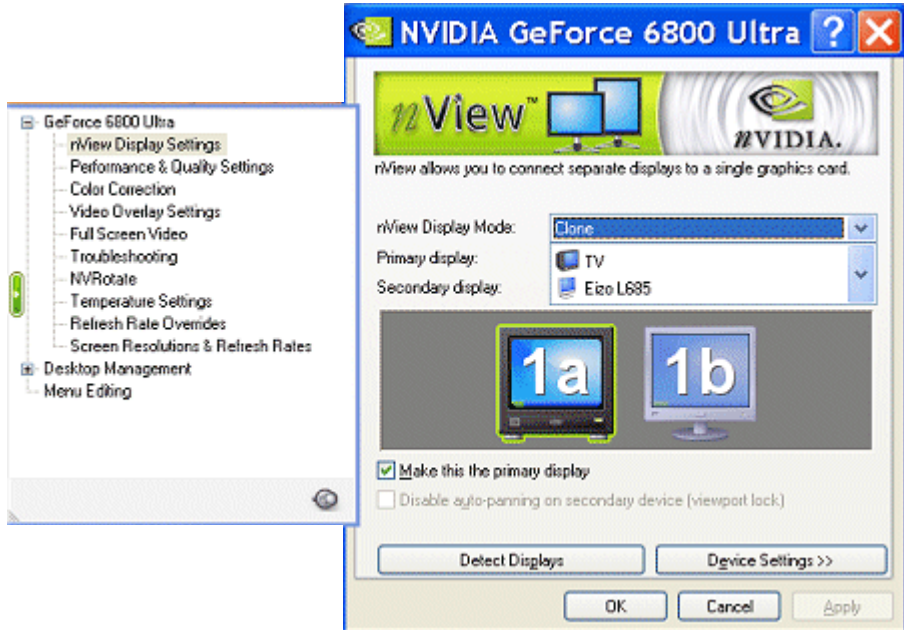 GeForce 6800 Ultra
nView Display Settings
Performance & Quality Settings
Color Correction
Video Overlay Settings
Full Screen Video
Troubleshooting
NVRotate
Temperature Settings
Refresh Rate Overrides
Screen Resolutions & Refresh Rates
Desktop Management
Menu Editing
NVIDIA GeForce 6800 Ultra
nView™
nVIDIA.
nView allows you to connect separate displays to a single graphics card.
nView Display Mode: Clone
Primary display: TV
Secondary display: Eizo L685
1a 1b
Make this the primary display
Disable auto-panning on secondary device (viewport lock)
Detect Displays Device Settings >>
OK Cancel Apply